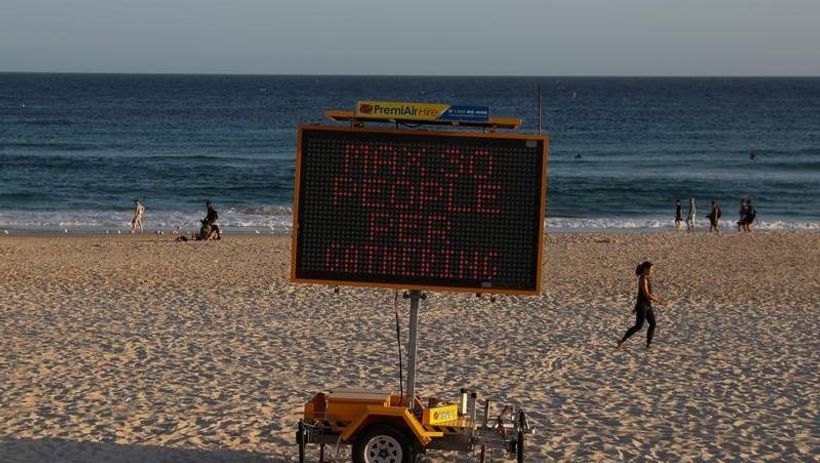 PremiAir Hire
MAX 50
PEOPLE
PER
GATHERING